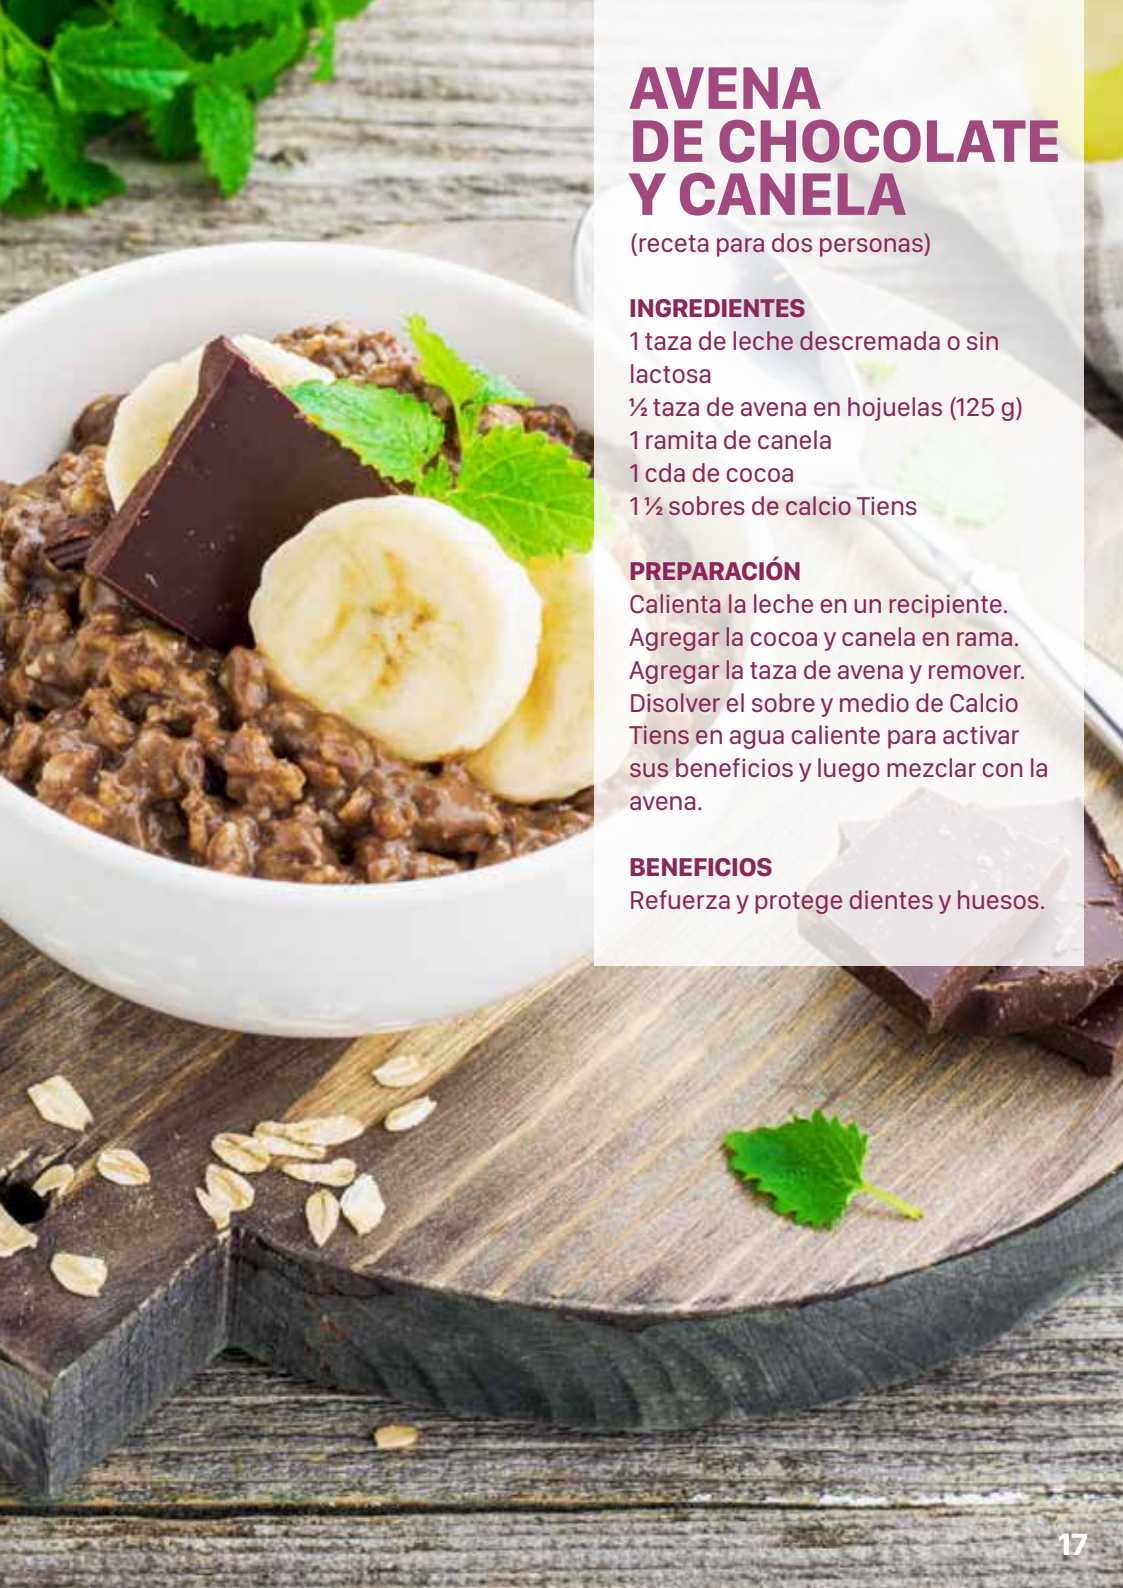 AVENA
DE CHOCOLATE
Y CANELA
(receta para dos personas)
INGREDIENTES
1 taza de leche descremada o sin
lactosa
½ taza de avena en hojuelas (125 g)
1 ramita de canela
1 cda de cocoa
1 ½ sobres de calcio Tiens
PREPARACIÓN
Calienta la leche en un recipiente.
Agregar la cocoa y canela en rama.
Agregar la taza de avena y remover.
Disolver el sobre y medio de Calcio
Tiens en agua caliente para activar
sus beneficios y luego mezclar con la
avena.
BENEFICIOS
Refuerza y protege dientes y huesos.
17